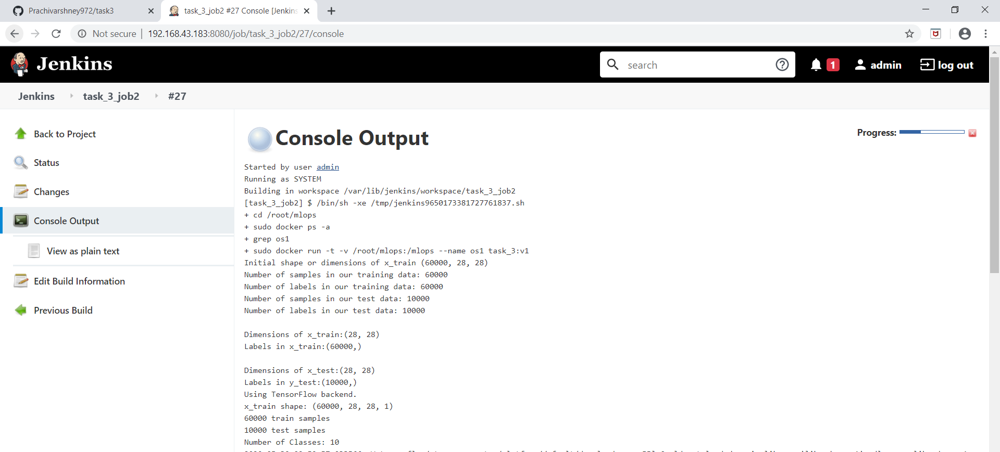 Prachivarshney972/task3
task_3_job2 #27 Console [Jenkins
Not secure
192.168.43.183:8080/job/task_3_job2/27/console
Jenkins
search
1
admin
log out
Jenkins
task_3_job2
#27
Back to Project
Status
Changes
Console Output
View as plain text
Edit Build Information
Previous Build
Console Output
Progress:
Started by user admin
Running as SYSTEM
Building in workspace /var/lib/jenkins/workspace/task_3_job2
[task_3_job2] $ /bin/sh -xe /tmp/jenkins9650173381727761837.sh
+ cd /root/mlops
+ sudo docker ps -a
+ grep os1
+ sudo docker run -t -v /root/mlops:/mlops --name os1 task_3:v1
Initial shape or dimensions of x_train (60000, 28, 28)
Number of samples in our training data: 60000
Number of labels in our training data: 60000
Number of samples in our test data: 10000
Number of labels in our test data: 10000
Dimensions of x_train:(28, 28)
Labels in x_train:(60000,)
Dimensions of x_test:(28, 28)
Labels in y_test:(10000,)
Using TensorFlow backend.
x_train shape: (60000, 28, 28, 1)
60000 train samples
10000 test samples
Number of Classes: 10